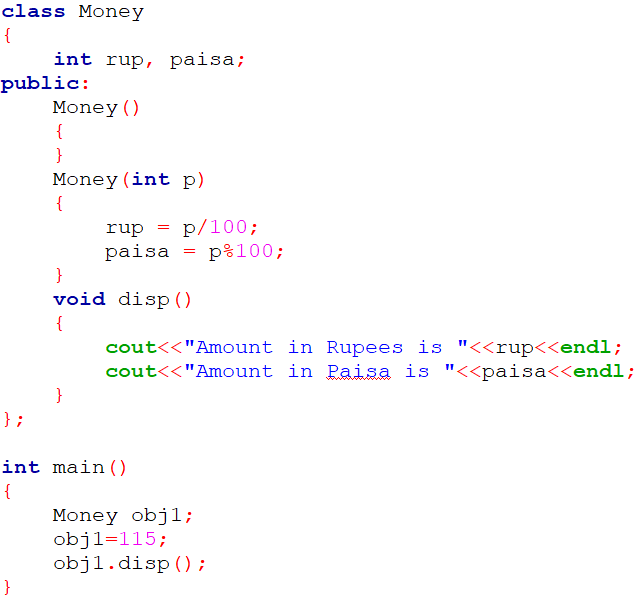 class Money
{
    int rup, paisa;
public:
    Money()
    {
    }
    Money(int p)
    {
        rup = p/100;
        paisa = p%100;
    }
    void disp()
    {
        cout<<"Amount in Rupees is "<<rup<<endl;
        cout<<"Amount in Paisa is "<<paisa<<endl;
    }
};

int main()
{
    Money obj1;
    obj1=115;
    obj1.disp();
}